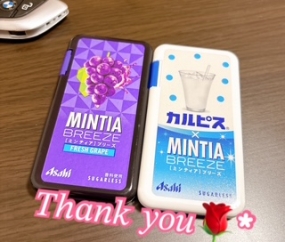 MINTIA
BREEZE
[ミンティア]ブリーズ
FRESH GRAPE
Asahi
SUGARLESS
カルピス
×
MINTIA
BREEZE
[ミンティア]ブリーズ
Asahi
SUGARLESS
Thank you